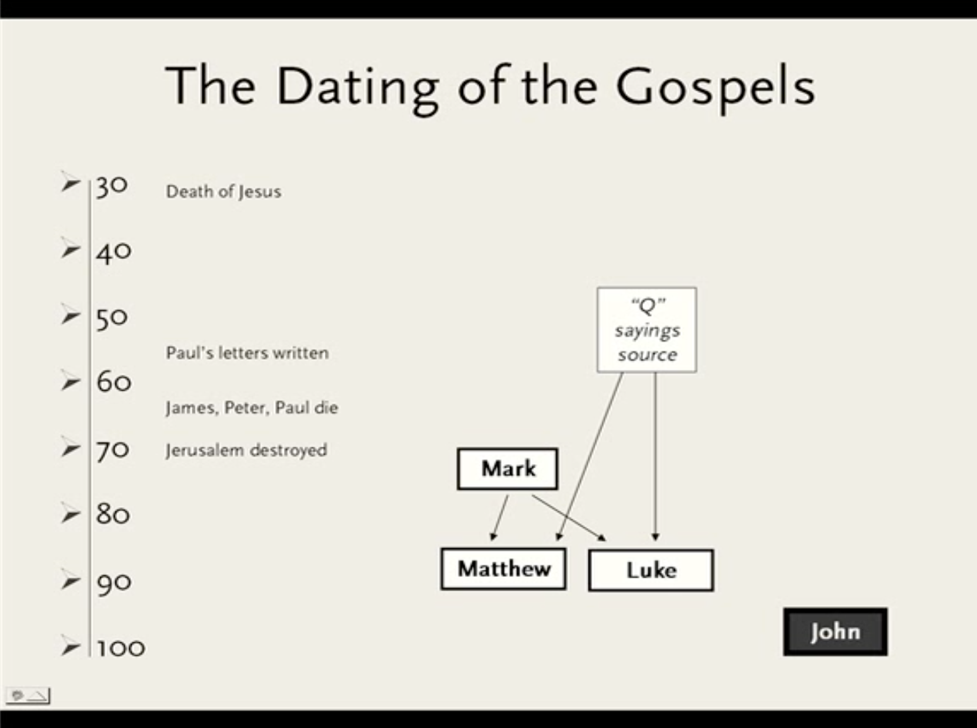 The Dating of the Gospels
30 Death of Jesus
40
50
Paul's letters written
60
James, Peter, Paul die
70 Jerusalem destroyed
80
90
100
"Q"
sayings
source
Mark
Matthew
Luke
John